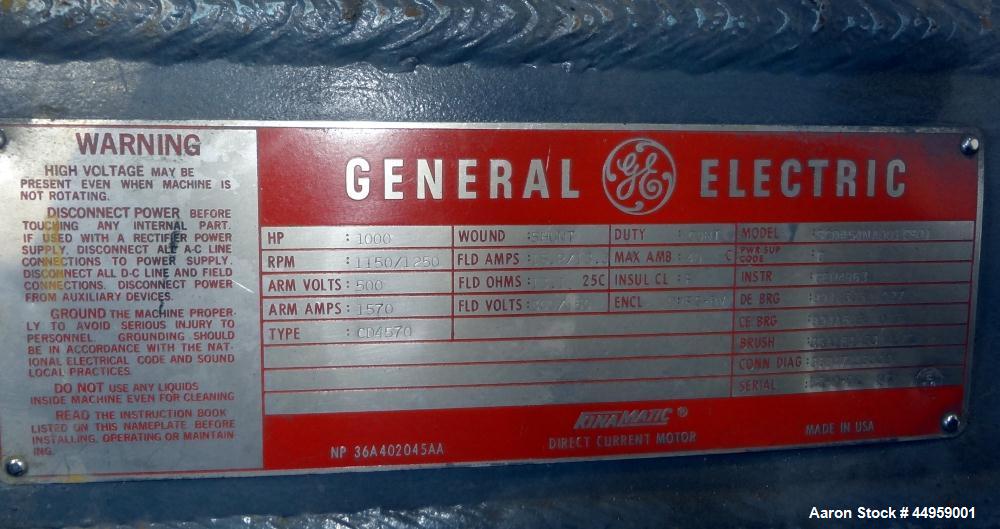 WARNING
HIGH VOLTAGE MAY BE
PRESENT EVEN WHEN MACHINE IS
NOT ROTATING.
DISCONNECT POWER BEFORE
TOUCHING ANY INTERNAL PART.
IF USED WITH A RECTIFIER POWER
SUPPLY, DISCONNECT ALL A-C LINE
CONNECTIONS TO POWER SUPPLY.
DISCONNECT ALL D-C LINE AND FIELD
CONNECTIONS. DISCONNECT POWER
FROM AUXILIARY DEVICES.
GROUND THE MACHINE PROPER-
LY TO AVOID SERIOUS INJURY TO
PERSONNEL. GROUNDING SHOULD
BE IN ACCORDANCE WITH THE NAT-
IONAL ELECTRICAL CODE AND SOUND
LOCAL PRACTICES.
DO NOT USE ANY LIQUIDS
INSIDE MACHINE EVEN FOR CLEANING
READ THE INSTRUCTION BOOK
LISTED ON THIS NAMEPLATE BEFORE
INSTALLING, OPERATING OR MAINTAIN-
ING.
GENERAL GE ELECTRIC
HP : 1000 WOUND : SHUNT DUTY : CONT MODEL :
RPM : 1150/1250 FLD AMPS : MAX AMB : C PWR SUP CODE :
ARM VOLTS : 500 FLD OHMS : 25C INSUL CL : INSTR :
ARM AMPS : 1570 FLD VOLTS : ENCL : DE BRG :
TYPE : CD4570 CE BRG :
BRUSH :
CONN DIAG :
SERIAL :
KINAMATIC ®
NP 36A402045AA DIRECT CURRENT MOTOR MADE IN USA
Aaron Stock # 44959001